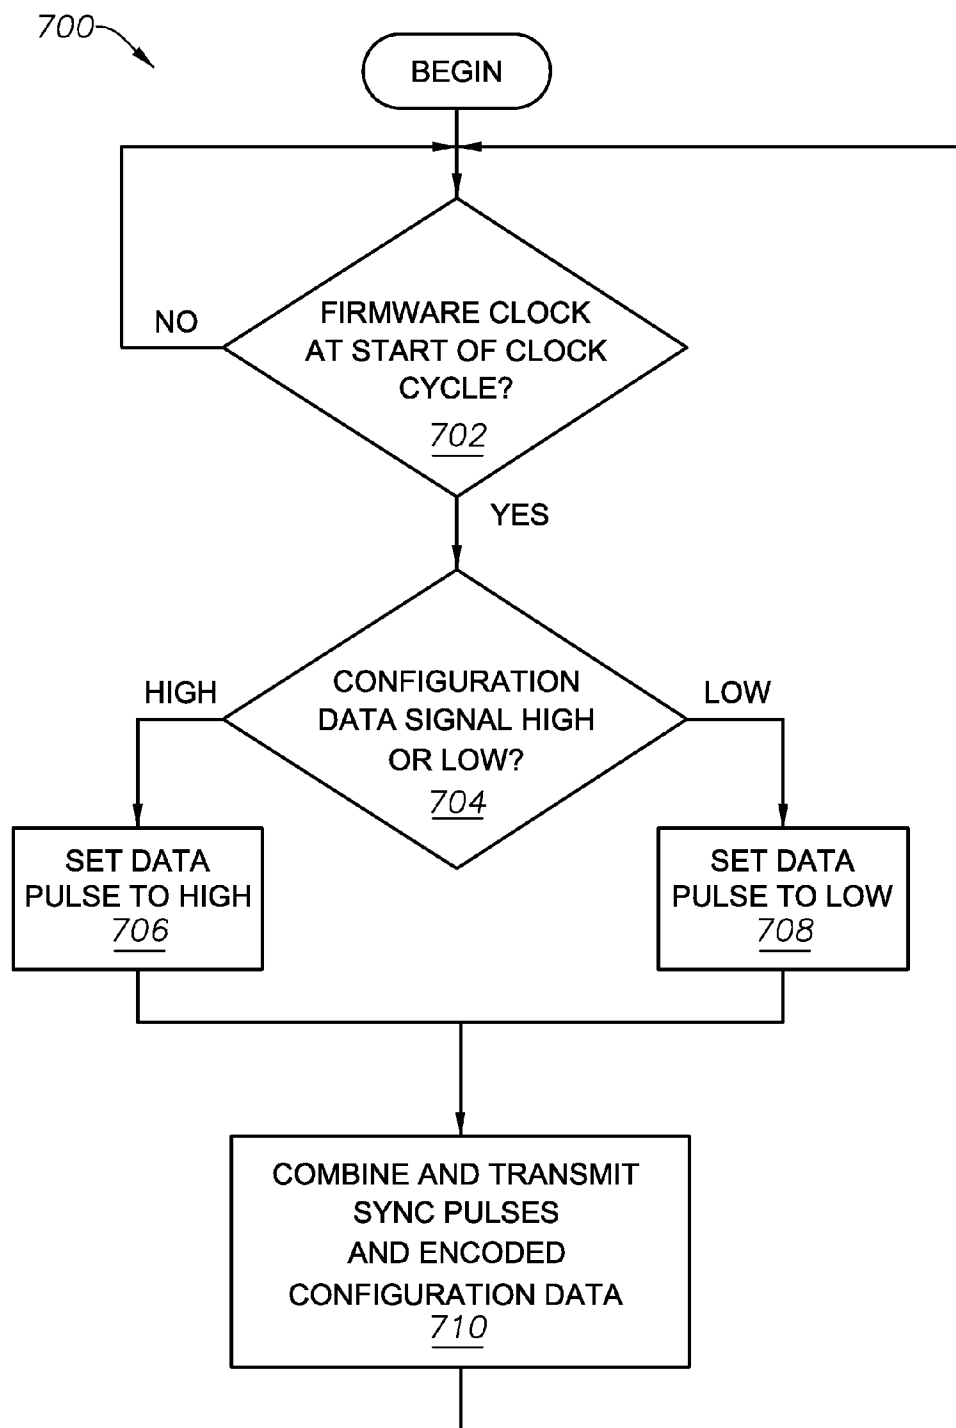 700
BEGIN
NO
FIRMWARE CLOCK
AT START OF CLOCK
CYCLE?
702
YES
HIGH
CONFIGURATION
DATA SIGNAL HIGH
OR LOW?
704
LOW
SET DATA
PULSE TO HIGH
706
SET DATA
PULSE TO LOW
708
COMBINE AND TRANSMIT
SYNC PULSES
AND ENCODED
CONFIGURATION DATA
710